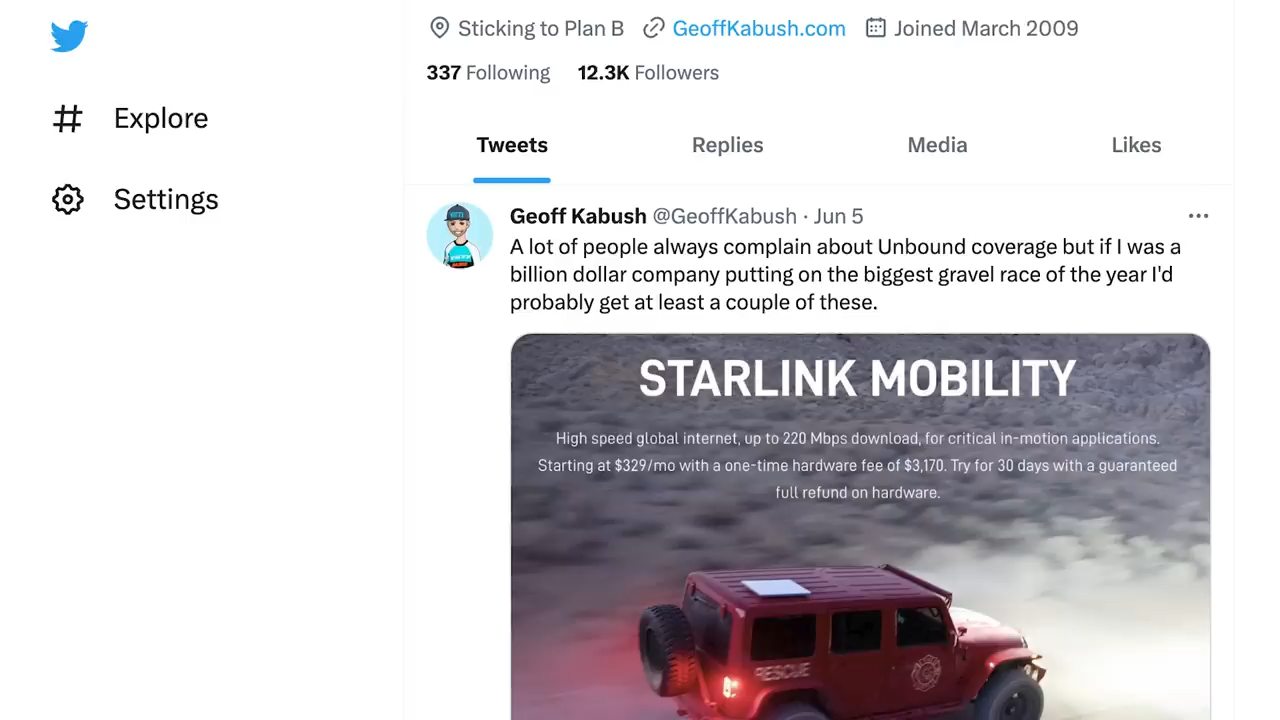 Sticking to Plan B GeoffKabush.com Joined March 2009
337 Following 12.3K Followers
Explore
Settings
Tweets Replies Media Likes
Geoff Kabush @GeoffKabush · Jun 5
A lot of people always complain about Unbound coverage but if I was a
billion dollar company putting on the biggest gravel race of the year I'd
probably get at least a couple of these.
STARLINK MOBILITY
High speed global internet, up to 220 Mbps download, for critical in-motion applications.
Starting at $329/mo with a one-time hardware fee of $3,170. Try for 30 days with a guaranteed
full refund on hardware.
RESCUE